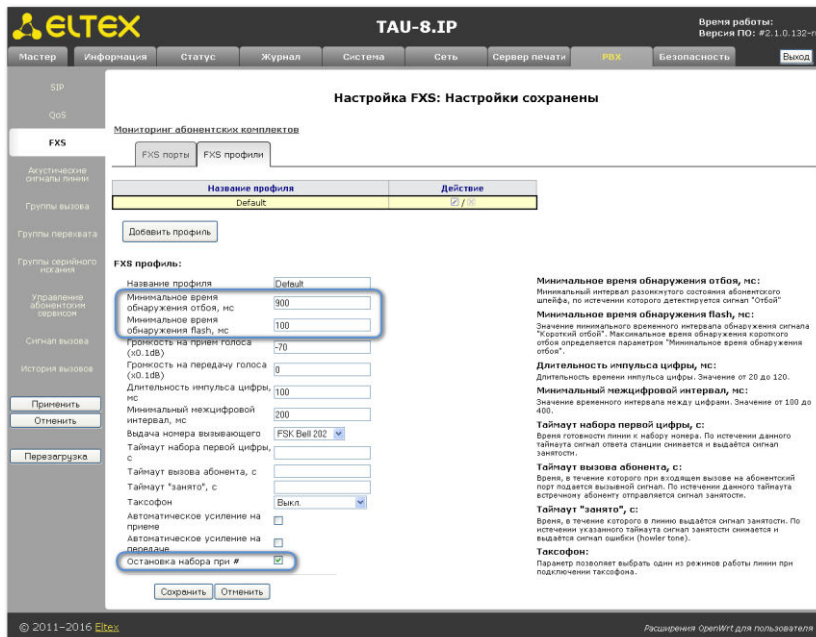 ELTEX
TAU-8.IP
Время работы:
Версия ПО: #2.1.0.132-r
Мастер Информация Статус Журнал Система Сеть Сервер печати PBX Безопасность Выход
SIP
QoS
FXS
Акустические
сигналы линии
Группы вызова
Группы перехвата
Группы серийного
искания
Управление
абонентским
сервисом
Сигнал вызова
История вызовов
Применить
Отменить
Перезагрузка
Настройка FXS: Настройки сохранены
Мониторинг абонентских комплектов
FXS порты FXS профили
Название профиля Действие
Default /
Добавить профиль
FXS профиль:
Название профиля Default
Минимальное время
обнаружения отбоя, мс 900
Минимальное время
обнаружения flash, мс 100
Громкость на прием голоса
(x0.1dB) -70
Громкость на передачу голоса
(x0.1dB) 0
Длительность импульса цифры,
мс 100
Минимальный межцифровой
интервал, мс 200
Выдача номера вызывающего FSK Bell 202
Таймаут набора первой цифры,
с
Таймаут вызова абонента, с
Таймаут "занято", с
Таксофон Выкл.
Автоматическое усиление на
приеме
Автоматическое усиление на
передаче
Остановка набора при #
Сохранить Отменить
Минимальное время обнаружения отбоя, мс:
Минимальный интервал разомкнутого состояния абонентского
шлейфа, по истечении которого детектируется сигнал "Отбой"
Минимальное время обнаружения flash, мс:
Значение минимального временного интервала обнаружения сигнала
"Короткий отбой". Максимальное время обнаружения короткого
отбоя определяется параметром "Минимальное время обнаружения
отбоя".
Длительность импульса цифры, мс:
Длительность времени импульса цифры. Значение от 20 до 120.
Минимальный межцифровой интервал, мс:
Значение временного интервала между цифрами. Значение от 100 до
400.
Таймаут набора первой цифры, с:
Время готовности линии к набору номера. По истечении данного
таймаута сигнал ответа станции снимается и выдаётся сигнал
занятости.
Таймаут вызова абонента, с:
Время, в течение которого при входящем вызове на абонентский
порт подается вызывной сигнал. По истечении данного таймаута
встречному абоненту отправляется сигнал занятости.
Таймаут "занято", с:
Время, в течение которого в линию выдаётся сигнал занятости. По
истечении указанного таймаута сигнал занятости снимается и
выдаётся сигнал ошибки (howler tone).
Таксофон:
Параметр позволяет выбрать один из режимов работы линии при
подключении таксофона.
© 2011–2016 Eltex
Расширения OpenWrt для пользователя